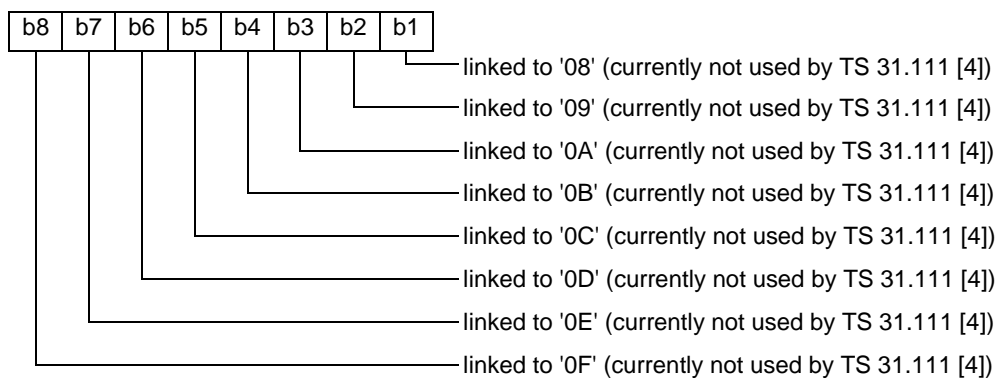 b8 b7 b6 b5 b4 b3 b2 b1
linked to '08' (currently not used by TS 31.111 [4])
linked to '09' (currently not used by TS 31.111 [4])
linked to '0A' (currently not used by TS 31.111 [4])
linked to '0B' (currently not used by TS 31.111 [4])
linked to '0C' (currently not used by TS 31.111 [4])
linked to '0D' (currently not used by TS 31.111 [4])
linked to '0E' (currently not used by TS 31.111 [4])
linked to '0F' (currently not used by TS 31.111 [4])